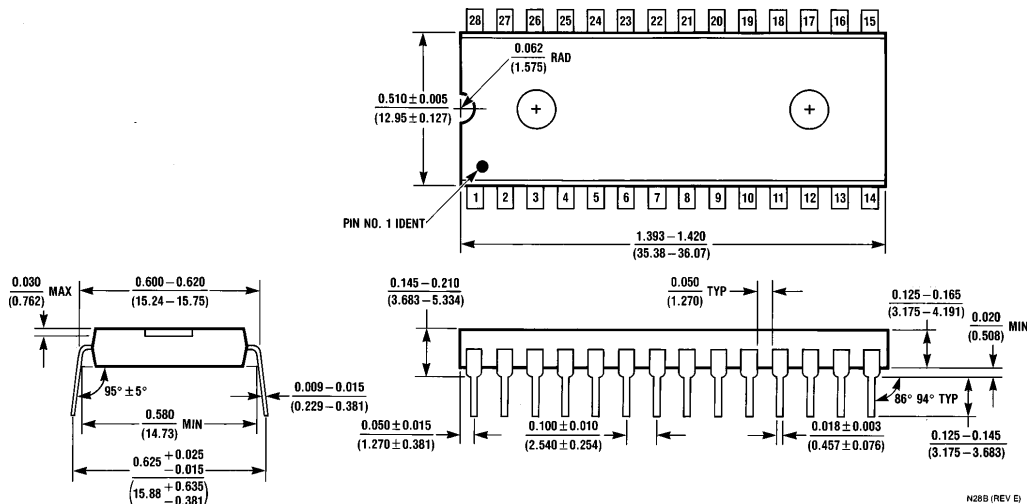 28 27 26 25 24 23 22 21 20 19 18 17 16 15
0.062
(1.575)
RAD
0.510 ± 0.005
(12.95 ± 0.127)
PIN NO. 1 IDENT
1 2 3 4 5 6 7 8 9 10 11 12 13 14
1.393 – 1.420
(35.38 – 36.07)
0.030
(0.762)
MAX
0.600 – 0.620
(15.24 – 15.75)
95° ± 5°
0.580
(14.73)
MIN
0.009 – 0.015
(0.229 – 0.381)
0.625 + 0.025
- 0.015
(15.88 + 0.635
- 0.381)
0.145 – 0.210
(3.683 – 5.334)
0.050
(1.270)
TYP
0.125 – 0.165
(3.175 – 4.191)
0.020
(0.508)
MIN
86° 94° TYP
0.050 ± 0.015
(1.270 ± 0.381)
0.100 ± 0.010
(2.540 ± 0.254)
0.018 ± 0.003
(0.457 ± 0.076)
0.125 – 0.145
(3.175 – 3.683)
N28B (REV E)